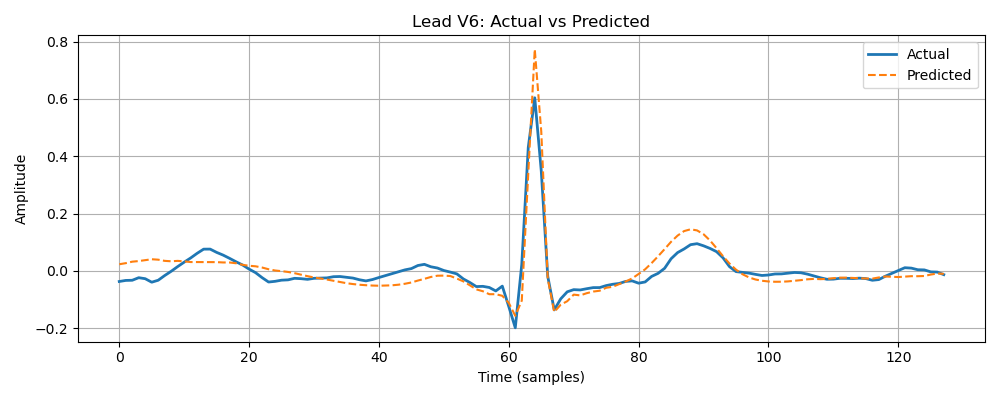 Lead V6: Actual vs Predicted
Actual
Predicted
Amplitude
0.8
0.6
0.4
0.2
0.0
−0.2
0 20 40 60 80 100 120
Time (samples)